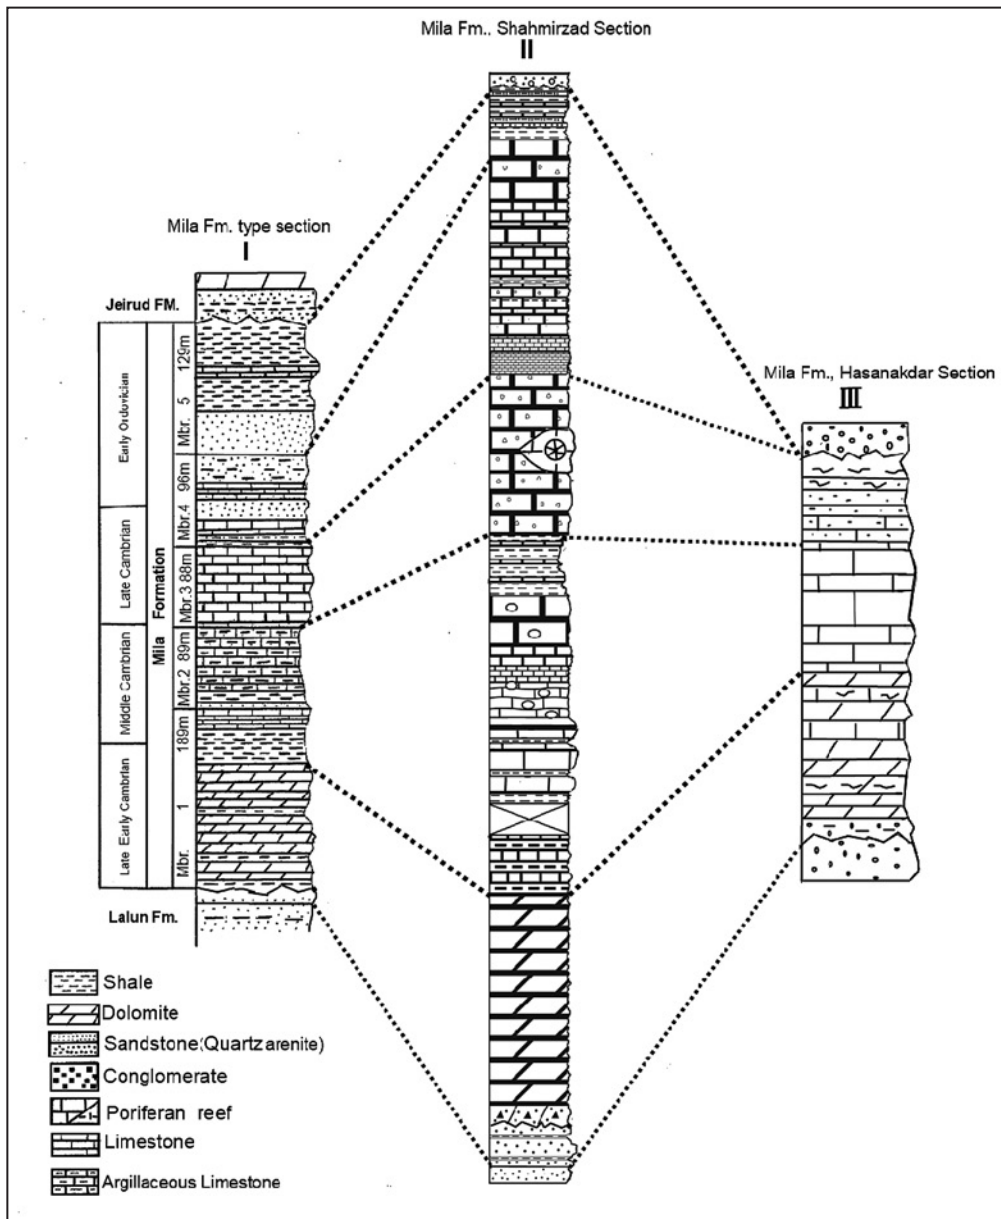 Mila Fm., Shahmirzad Section
II
Mila Fm. type section
I
Mila Fm., Hasanakdar Section
III
Jeirud FM.
Early Ordovician
Late Cambrian
Middle Cambrian
Late Early Cambrian
Mila Formation
Mbr. 5 129m
Mbr.4 96m
Mbr.3 88m
Mbr.2 89m
Mbr. 1 189m
Lalun Fm.
Shale
Dolomite
Sandstone(Quartz arenite)
Conglomerate
Poriferan reef
Limestone
Argillaceous Limestone